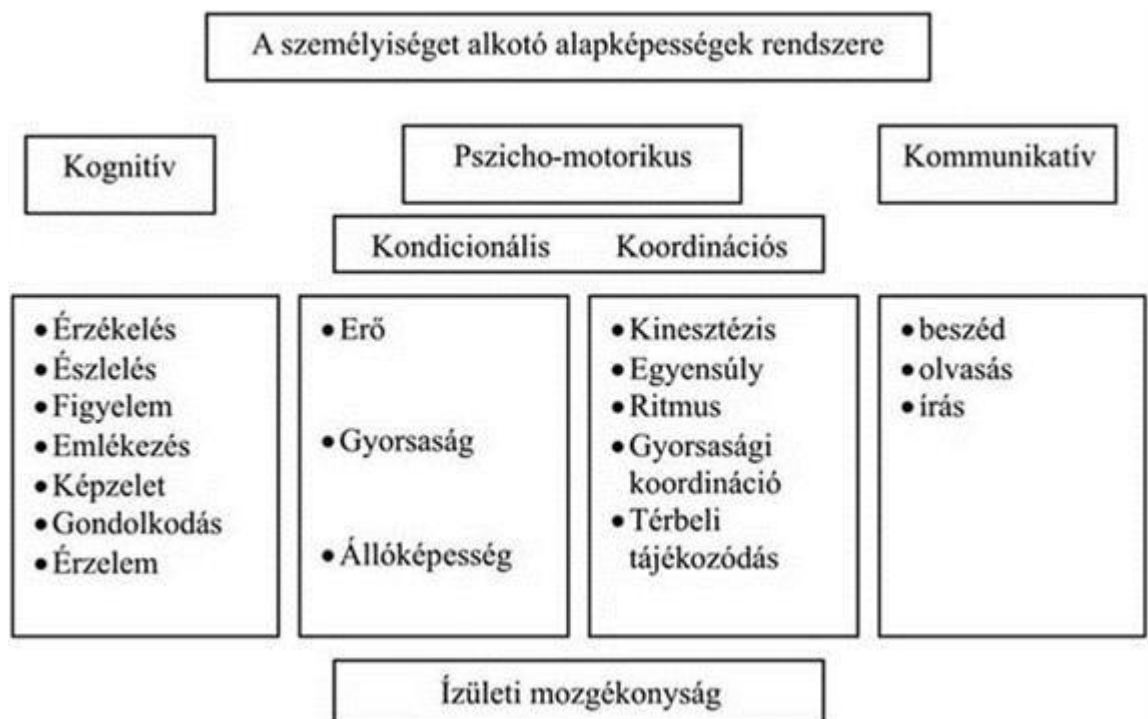 A személyiséget alkotó alapképességek rendszere
Kognitív
Pszicho-motorikus
Kommunikatív
Kondicionális Koordinációs
• Érzékelés
• Észlelés
• Figyelem
• Emlékezés
• Képzelet
• Gondolkodás
• Érzelem
• Erő
• Gyorsaság
• Állóképesség
• Kinesztézis
• Egyensúly
• Ritmus
• Gyorsasági
koordináció
• Térbeli
tájékozódás
• beszéd
• olvasás
• írás
Ízületi mozgékonyság